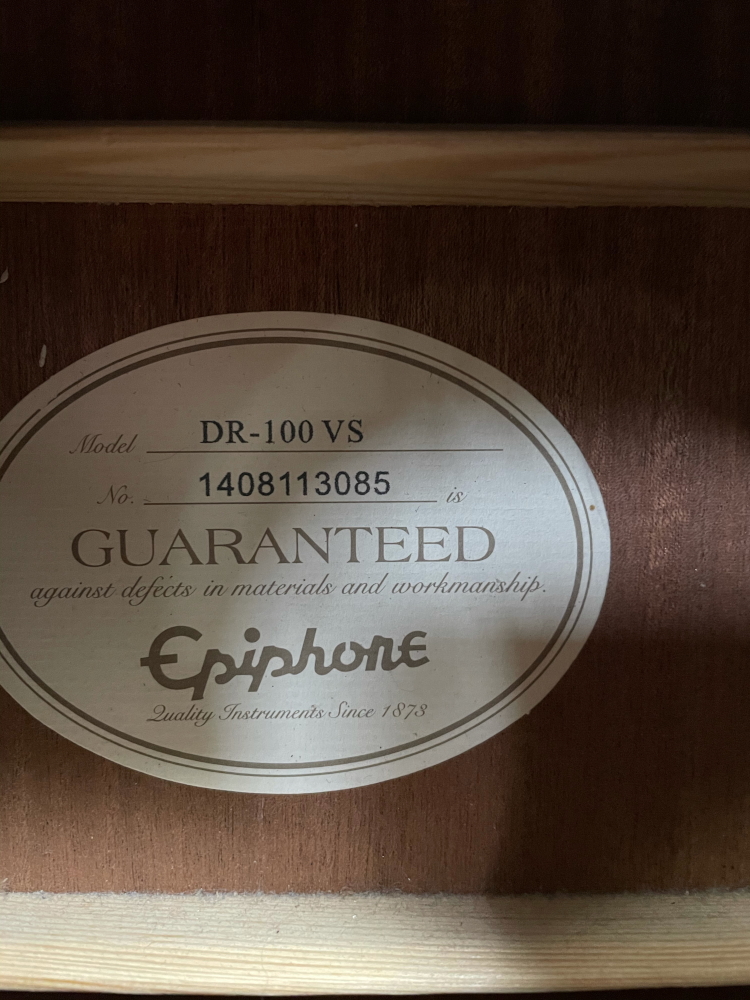 Model DR-100 VS
No. 1408113085 is
GUARANTEED
against defects in materials and workmanship.
Epiphone
Quality Instruments Since 1873